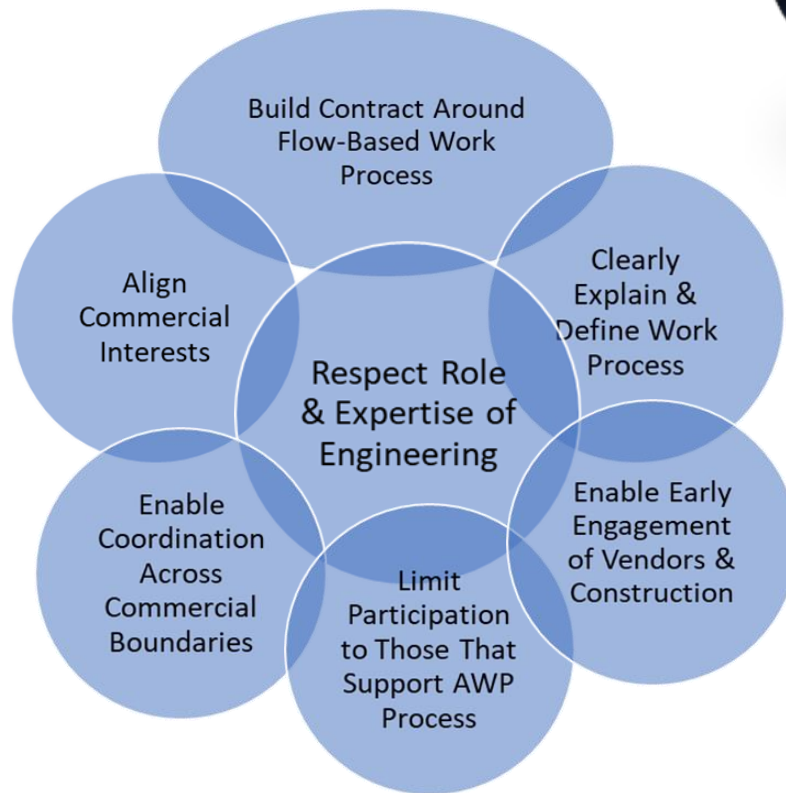 Build Contract Around
Flow-Based Work
Process
Clearly
Explain &
Define Work
Process
Enable Early
Engagement
of Vendors &
Construction
Limit
Participation
to Those That
Support AWP
Process
Enable
Coordination
Across
Commercial
Boundaries
Align
Commercial
Interests
Respect Role
& Expertise of
Engineering